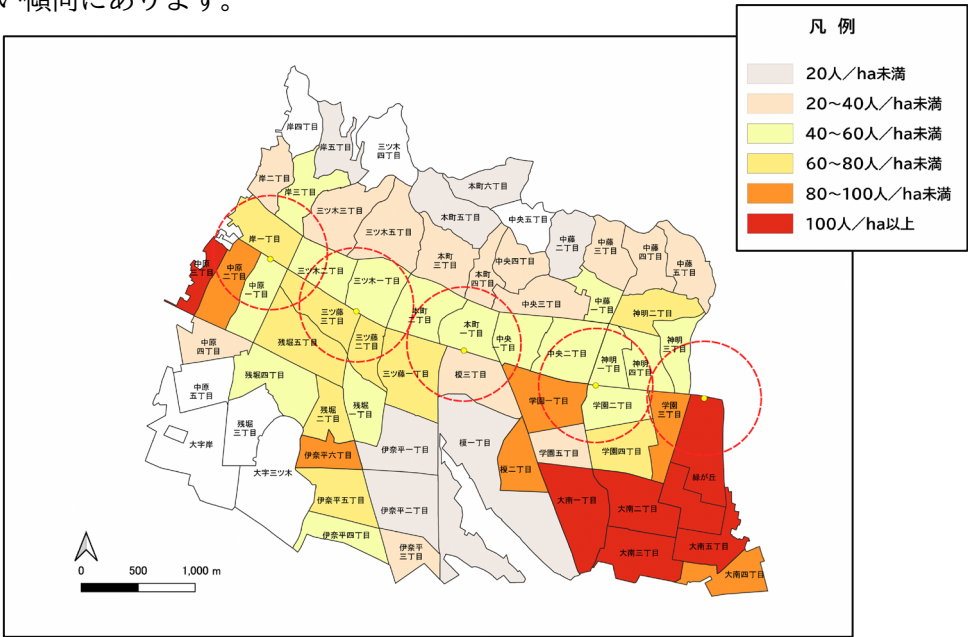 い傾向にあります。
凡 例
20人／ha未満
20～40人／ha未満
40～60人／ha未満
60～80人／ha未満
80～100人／ha未満
100人／ha以上
岸四丁目
岸五丁目
三ツ木
四丁目
岸二丁目
岸三丁目
本町六丁目
三ツ木三丁目
本町五丁目
中央五丁目
三ツ木五丁目
中藤
二丁目
中藤
三丁目
中藤
四丁目
中藤
五丁目
岸一丁目
本町
三丁目
中央四丁目
中原
三丁目
中原
二丁目
中原
一丁目
三ツ木二丁目
三ツ木一丁目
本町
四丁目
中央三丁目
中藤
一丁目
神明二丁目
三ツ藤
三丁目
本町
二丁目
本町
一丁目
中央
一丁目
中央二丁目
神明
一丁目
神明
四丁目
神明
三丁目
中原
四丁目
残堀五丁目
三ツ藤
二丁目
三ツ藤一丁目
榎三丁目
残堀四丁目
中原
五丁目
残堀
三丁目
残堀
二丁目
残堀
一丁目
学園一丁目
学園二丁目
学園
三丁目
大字岸
伊奈平六丁目
伊奈平一丁目
榎一丁目
学園五丁目
学園四丁目
大字三ツ木
榎二丁目
緑が丘
伊奈平五丁目
伊奈平二丁目
大南一丁目
大南二丁目
伊奈平四丁目
伊奈平
三丁目
大南三丁目
大南五丁目
大南四丁目
0 500 1,000 m